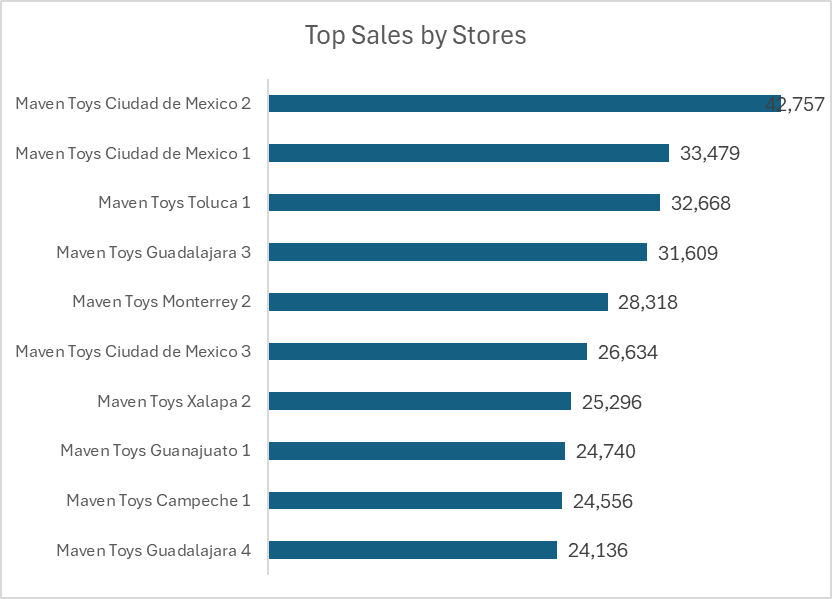 Top Sales by Stores
Maven Toys Ciudad de Mexico 2 42,757
Maven Toys Ciudad de Mexico 1 33,479
Maven Toys Toluca 1 32,668
Maven Toys Guadalajara 3 31,609
Maven Toys Monterrey 2 28,318
Maven Toys Ciudad de Mexico 3 26,634
Maven Toys Xalapa 2 25,296
Maven Toys Guanajuato 1 24,740
Maven Toys Campeche 1 24,556
Maven Toys Guadalajara 4 24,136